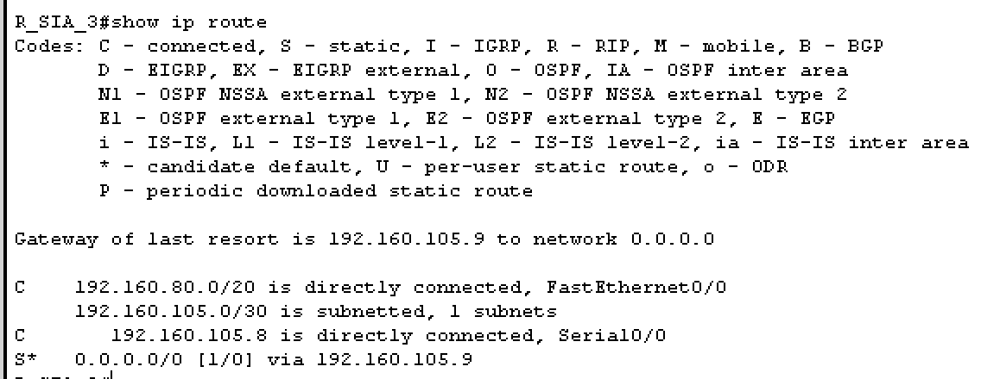 R_SIA_3#show ip route
Codes: C - connected, S - static, I - IGRP, R - RIP, M - mobile, B - BGP
D - EIGRP, EX - EIGRP external, O - OSPF, IA - OSPF inter area
N1 - OSPF NSSA external type 1, N2 - OSPF NSSA external type 2
E1 - OSPF external type 1, E2 - OSPF external type 2, E - EGP
i - IS-IS, L1 - IS-IS level-1, L2 - IS-IS level-2, ia - IS-IS inter area
* - candidate default, U - per-user static route, o - ODR
P - periodic downloaded static route
Gateway of last resort is 192.160.105.9 to network 0.0.0.0
C 192.160.80.0/20 is directly connected, FastEthernet0/0
192.160.105.0/30 is subnetted, 1 subnets
C 192.160.105.8 is directly connected, Serial0/0
S* 0.0.0.0/0 [1/0] via 192.160.105.9